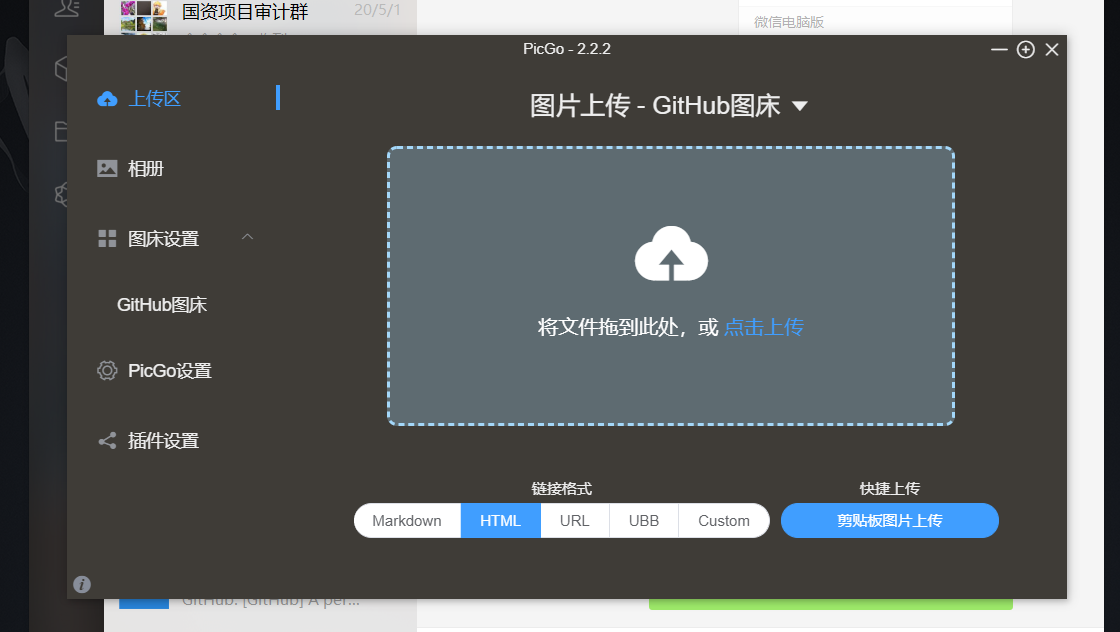 国资项目审计群
20/5/1
微信电脑版
PicGo - 2.2.2
上传区
图片上传 - GitHub图床
相册
图床设置
GitHub图床
将文件拖到此处，或 点击上传
PicGo设置
插件设置
链接格式
快捷上传
Markdown
HTML
URL
UBB
Custom
剪贴板图片上传
GitHub: [GitHub] A per...